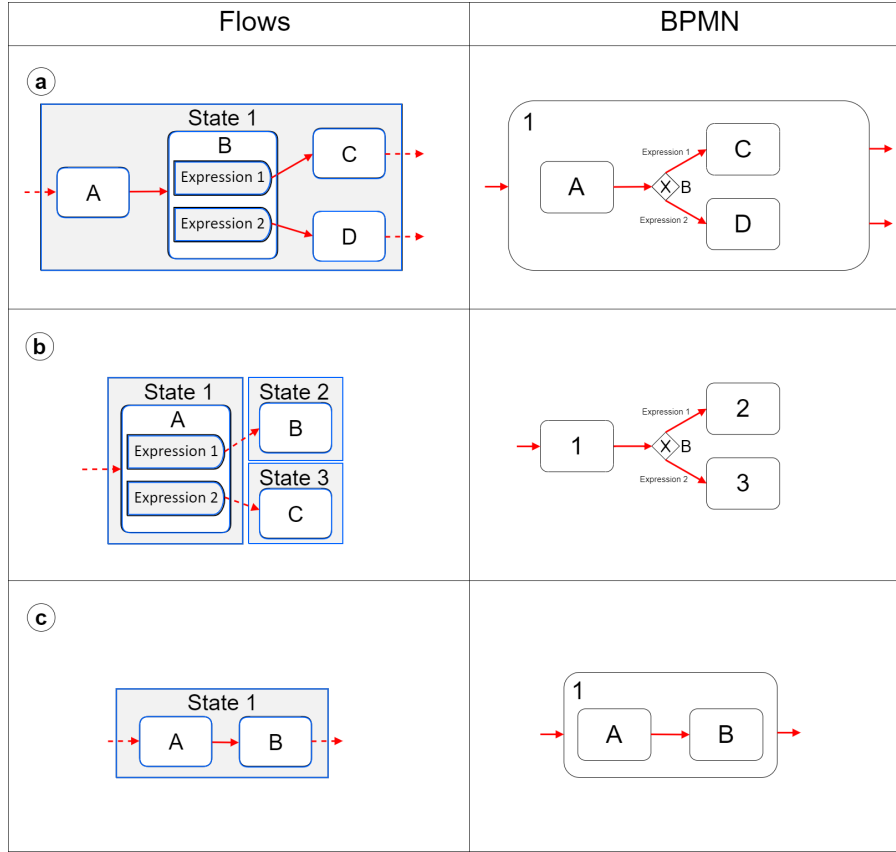 Flows
BPMN
a
State 1
A
B
Expression 1
Expression 2
C
D
1
A
Expression 1
X
B
Expression 2
C
D
b
State 1
A
Expression 1
Expression 2
State 2
B
State 3
C
1
Expression 1
X
B
Expression 2
2
3
c
State 1
A
B
1
A
B